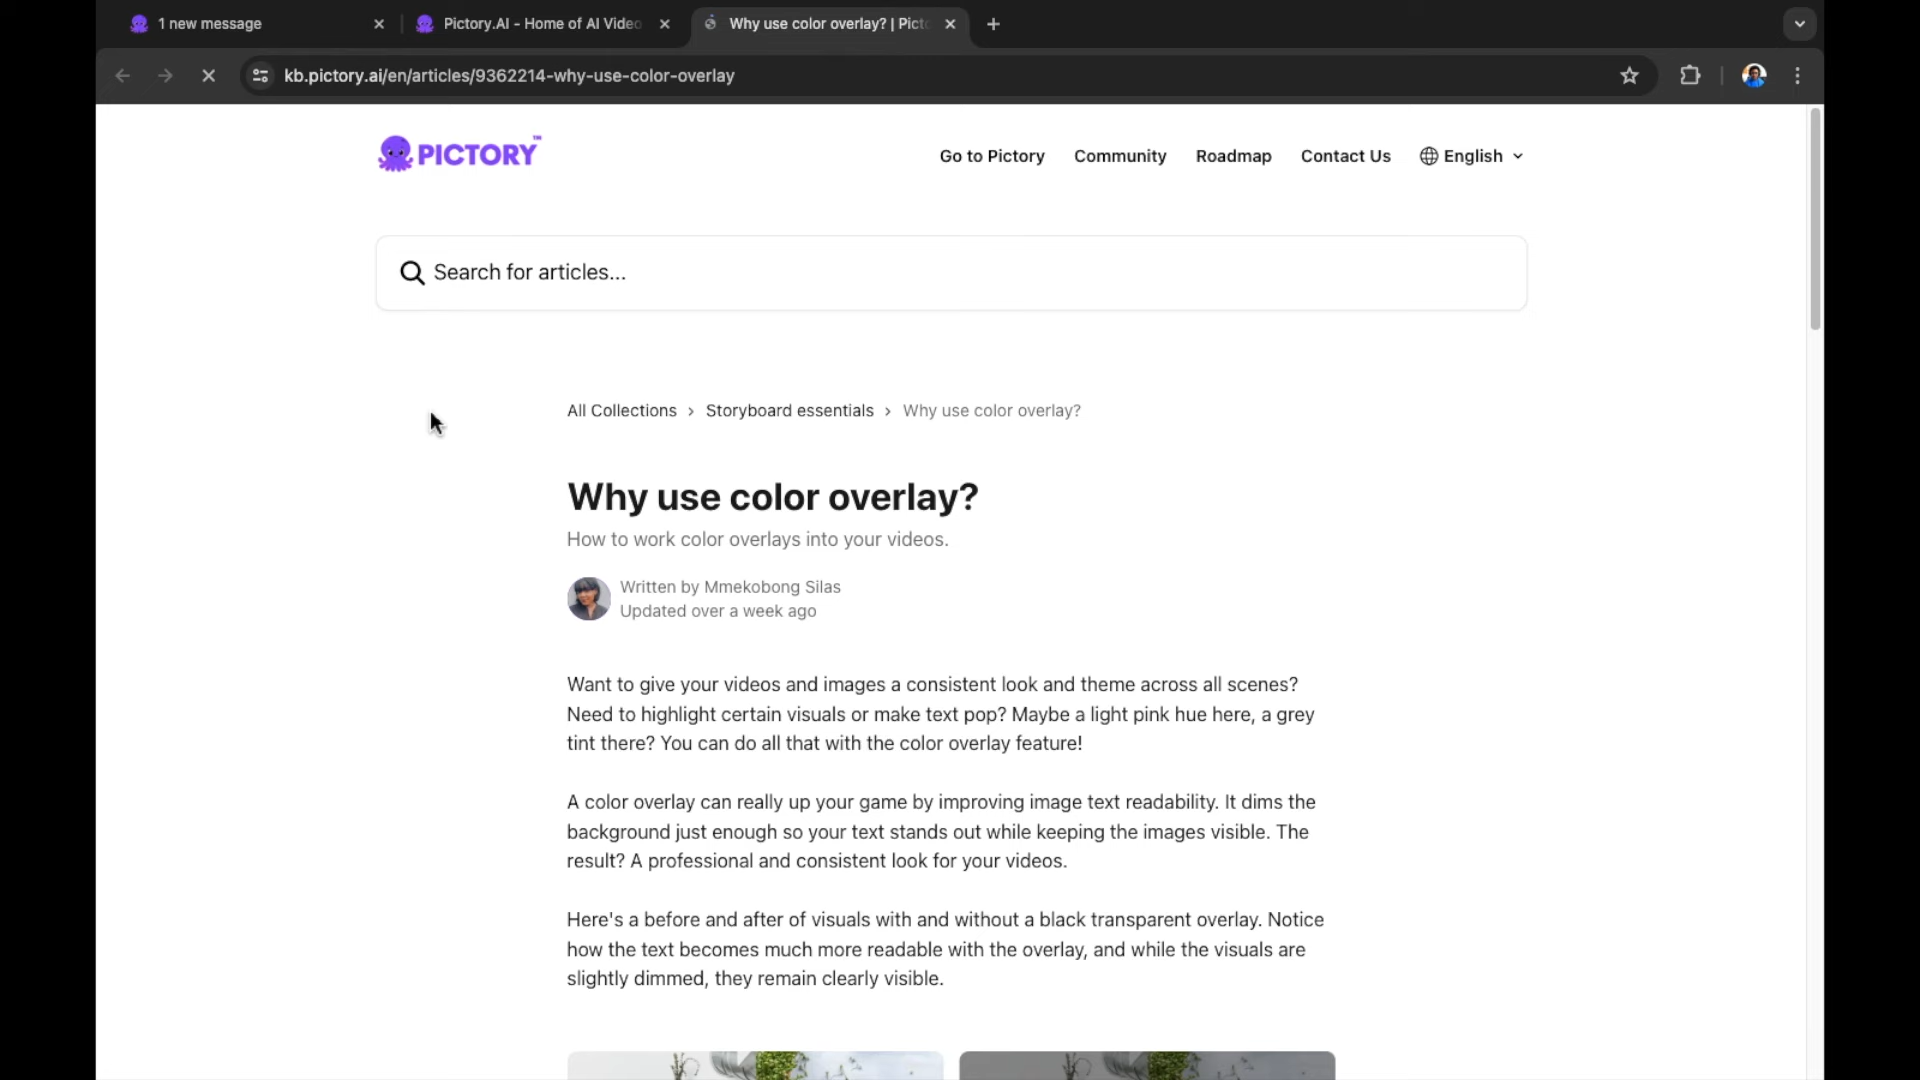 1 new message
Pictory.AI - Home of AI Video
Why use color overlay? | Picto
kb.pictory.ai/en/articles/9362214-why-use-color-overlay
PICTORY™
Go to Pictory
Community
Roadmap
Contact Us
English
Search for articles...
All Collections > Storyboard essentials > Why use color overlay?
Why use color overlay?
How to work color overlays into your videos.
Written by Mmekobong Silas
Updated over a week ago
Want to give your videos and images a consistent look and theme across all scenes?
Need to highlight certain visuals or make text pop? Maybe a light pink hue here, a grey
tint there? You can do all that with the color overlay feature!
A color overlay can really up your game by improving image text readability. It dims the
background just enough so your text stands out while keeping the images visible. The
result? A professional and consistent look for your videos.
Here's a before and after of visuals with and without a black transparent overlay. Notice
how the text becomes much more readable with the overlay, and while the visuals are
slightly dimmed, they remain clearly visible.